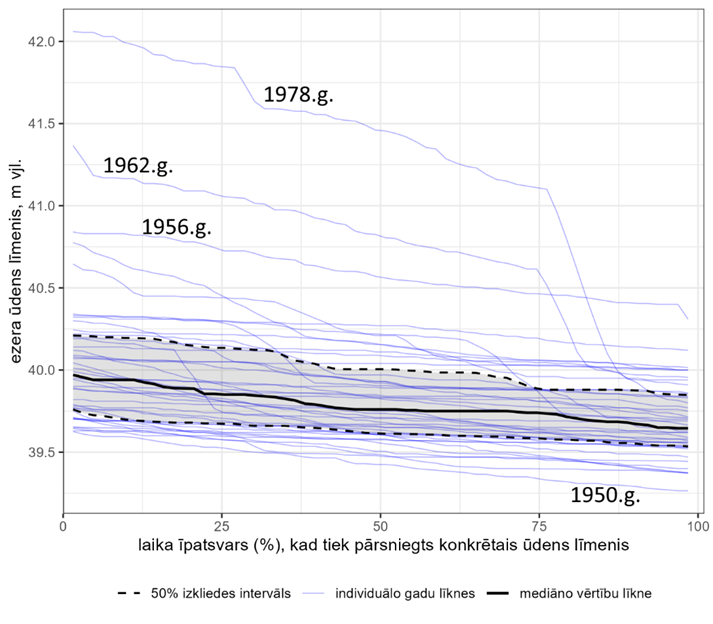 ezera ūdens līmenis, m vjl.
42.0
41.5
41.0
40.5
40.0
39.5
1978.g.
1962.g.
1956.g.
1950.g.
0
25
50
75
100
laika īpatsvars (%), kad tiek pārsniegts konkrētais ūdens līmenis
50% izkliedes intervāls
individuālo gadu līknes
mediāno vērtību līkne